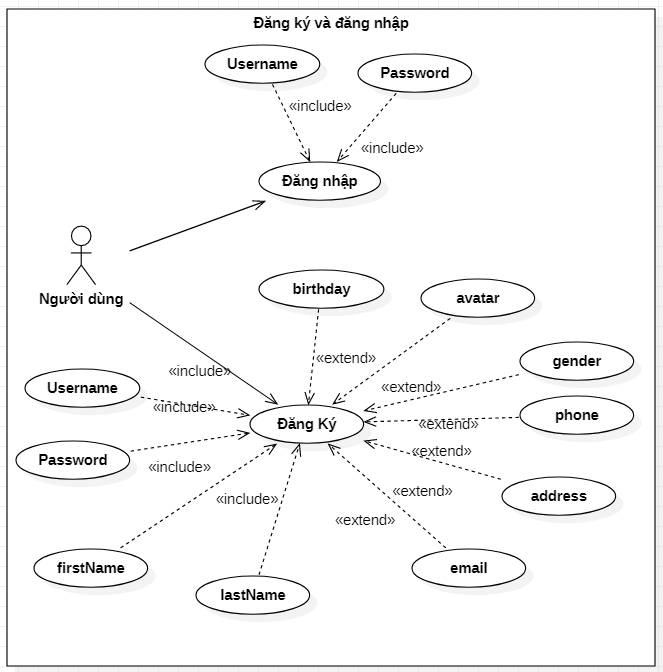 Đăng ký và đăng nhập
Username
Password
«include»
«include»
Đăng nhập
Người dùng
birthday
avatar
«extend»
gender
«include»
Username
«extend»
«include»
phone
Đăng Ký
«extend»
Password
«extend»
«include»
address
«extend»
«include»
«extend»
firstName
email
lastName